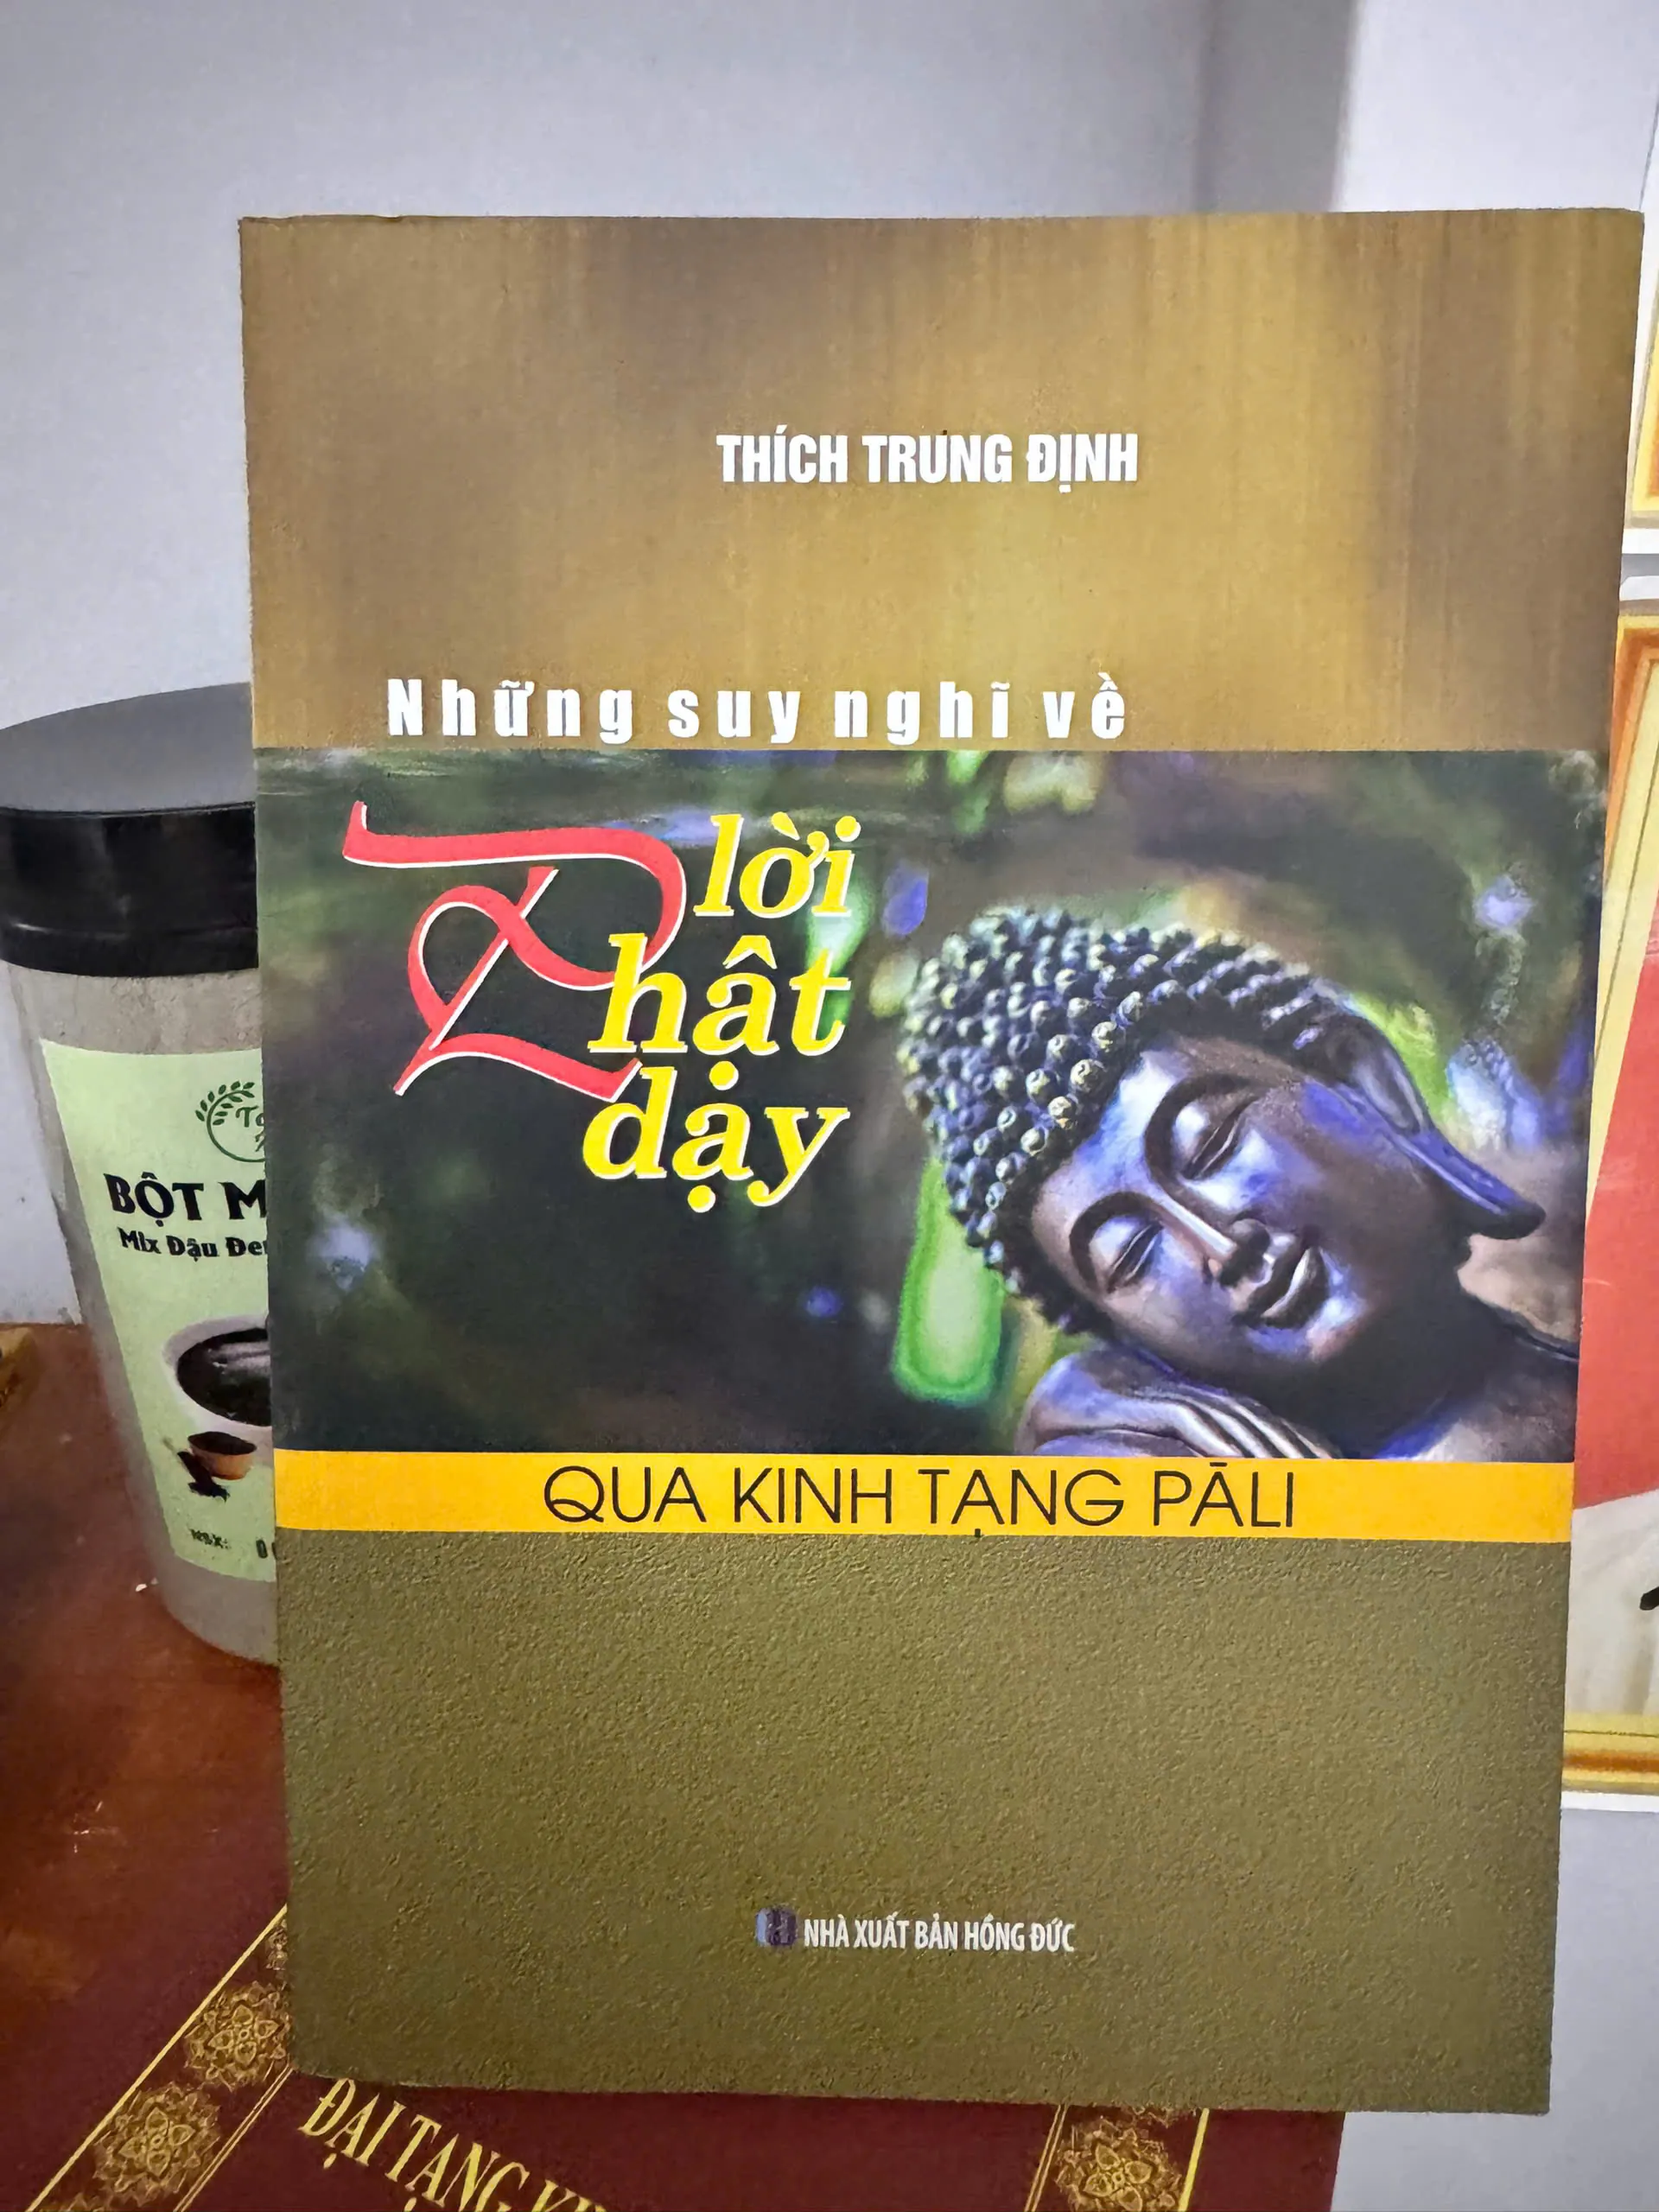 THÍCH TRUNG ĐỊNH
Những suy nghĩ về
lời
Phật
dạy
QUA KINH TẠNG PĀLI
NHÀ XUẤT BẢN HỒNG ĐỨC
BỘT M
Mix Đậu Đe
NSX:
ĐẠI TẠNG